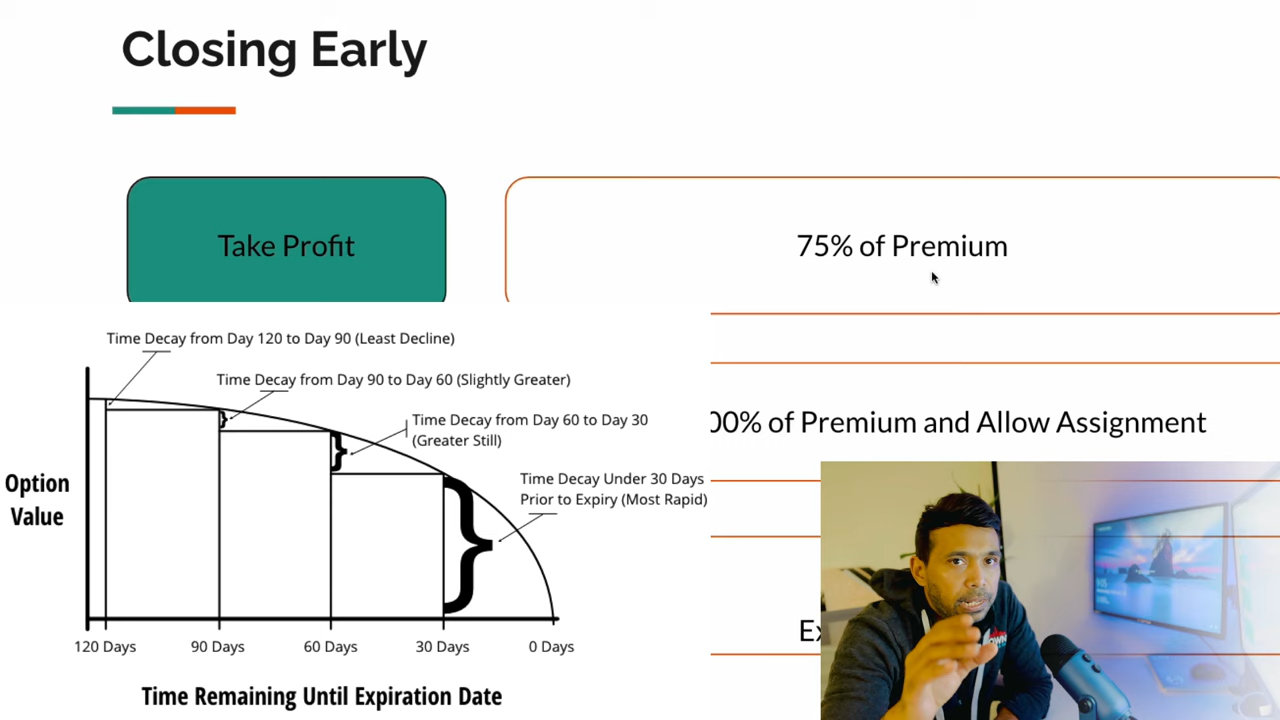 Closing Early
Take Profit
75% of Premium
Time Decay from Day 120 to Day 90 (Least Decline)
Time Decay from Day 90 to Day 60 (Slightly Greater)
Time Decay from Day 60 to Day 30
(Greater Still)
00% of Premium and Allow Assignment
Time Decay Under 30 Days
Prior to Expiry (Most Rapid)
Option
Value
120 Days
90 Days
60 Days
30 Days
0 Days
Time Remaining Until Expiration Date